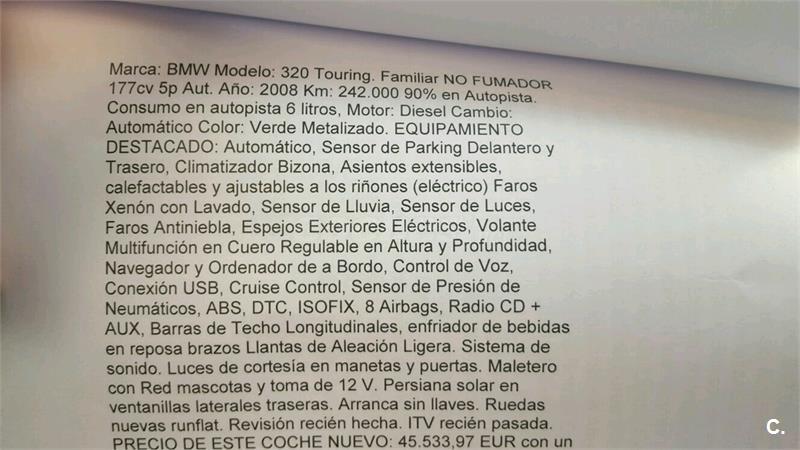 Marca: BMW Modelo: 320 Touring. Familiar NO FUMADOR
177cv 5p Aut. Año: 2008 Km: 242.000 90% en Autopista.
Consumo en autopista 6 litros, Motor: Diesel Cambio:
Automático Color: Verde Metalizado. EQUIPAMIENTO
DESTACADO: Automático, Sensor de Parking Delantero y
Trasero, Climatizador Bizona, Asientos extensibles,
calefactables y ajustables a los riñones (eléctrico) Faros
Xenón con Lavado, Sensor de Lluvia, Sensor de Luces,
Faros Antiniebla, Espejos Exteriores Eléctricos, Volante
Multifunción en Cuero Regulable en Altura y Profundidad,
Navegador y Ordenador de a Bordo, Control de Voz,
Conexión USB, Cruise Control, Sensor de Presión de
Neumáticos, ABS, DTC, ISOFIX, 8 Airbags, Radio CD +
AUX, Barras de Techo Longitudinales, enfriador de bebidas
en reposa brazos Llantas de Aleación Ligera. Sistema de
sonido. Luces de cortesía en manetas y puertas. Maletero
con Red mascotas y toma de 12 V. Persiana solar en
ventanillas laterales traseras. Arranca sin llaves. Ruedas
nuevas runflat. Revisión recién hecha. ITV recién pasada.
PRECIO DE ESTE COCHE NUEVO: 45.533,97 EUR con un
C.